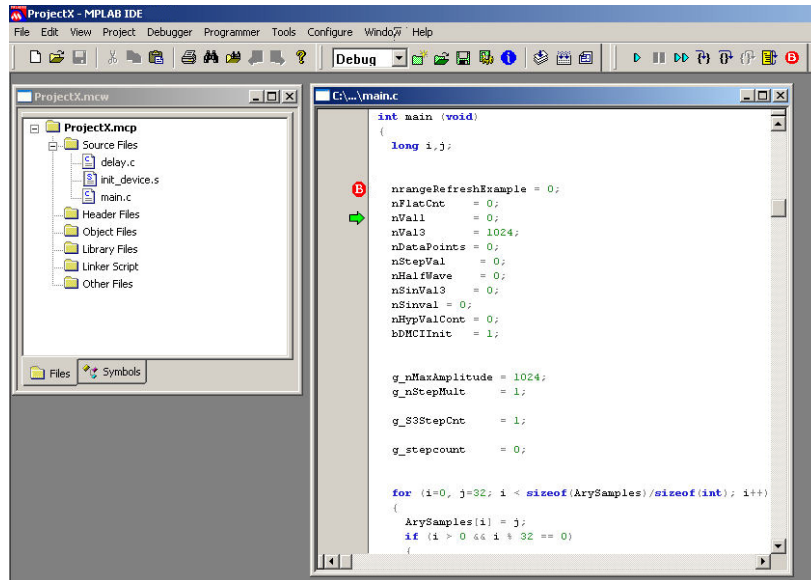 ProjectX - MPLAB IDE
File Edit View Project Debugger Programmer Tools Configure Window Help
Debug
ProjectX.mcw
ProjectX.mcp
Source Files
delay.c
init_device.s
main.c
Header Files
Object Files
Library Files
Linker Script
Other Files
Files Symbols
C:\...\main.c
int main (void)
{
long i,j;
B nrangeRefreshExample = 0;
nFlatCnt = 0;
nVal1 = 0;
nVal3 = 1024;
nDataPoints = 0;
nStepVal = 0;
nHalfWave = 0;
nSinVal3 = 0;
nSinval = 0;
nHypValCont = 0;
bDMCIInit = 1;
g_nMaxAmplitude = 1024;
g_nStepMult = 1;
g_S3StepCnt = 1;
g_stepcount = 0;
for (i=0, j=32; i < sizeof(ArySamples)/sizeof(int); i++)
{
ArySamples[i] = j;
if (i > 0 && i % 32 == 0)
{